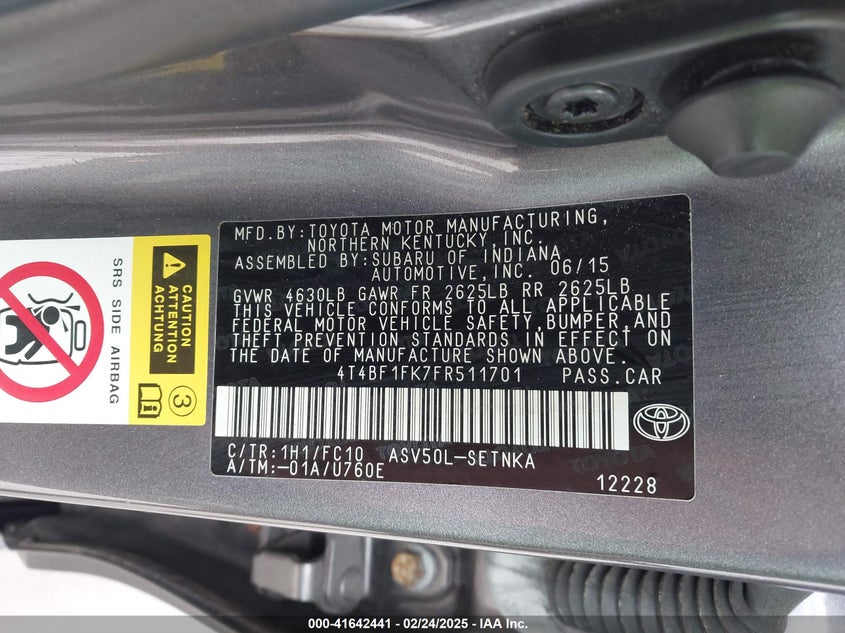 MFD.BY:TOYOTA MOTOR MANUFACTURING,
NORTHERN KENTUCKY,INC.
ASSEMBLED BY:SUBARU OF INDIANA
AUTOMOTIVE,INC. 06/15
GVWR 4630LB GAWR FR 2625LB RR 2625LB
THIS VEHICLE CONFORMS TO ALL APPLICABLE
FEDERAL MOTOR VEHICLE SAFETY,BUMPER,AND
THEFT PREVENTION STANDARDS IN EFFECT ON
THE DATE OF MANUFACTURE SHOWN ABOVE.
4T4BF1FK7FR511701 PASS.CAR
C/TR:1H1/FC10 ASV50L-SETNKA
A/TM:-01A/U760E
12228
SRS SIDE AIRBAG
CAUTION
ATTENTION
ACHTUNG
3
i
000-41642441 - 02/24/2025 - IAA Inc.